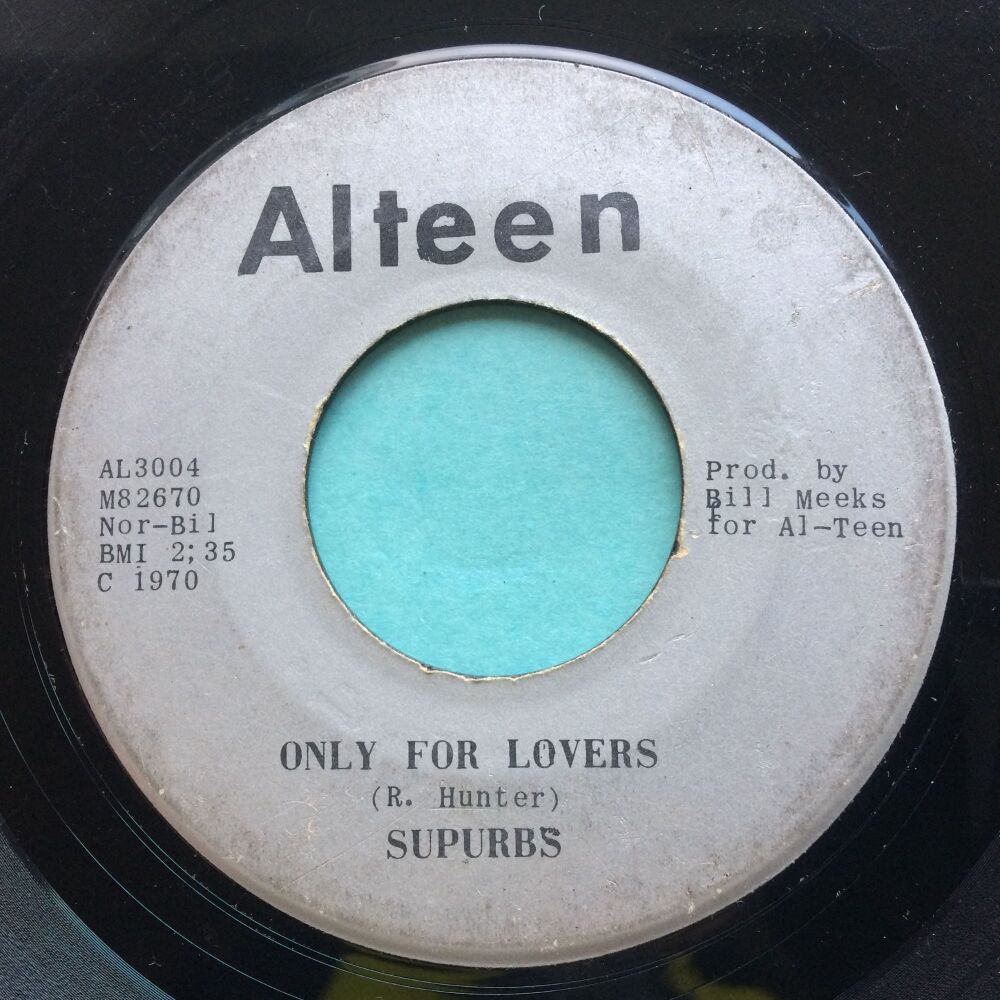 Alteen
AL3004
M82670
Nor-Bil
BMI 2;35
C 1970
Prod. by
Bill Meeks
for Al-Teen
ONLY FOR LOVERS
(R. Hunter)
SUPURBS